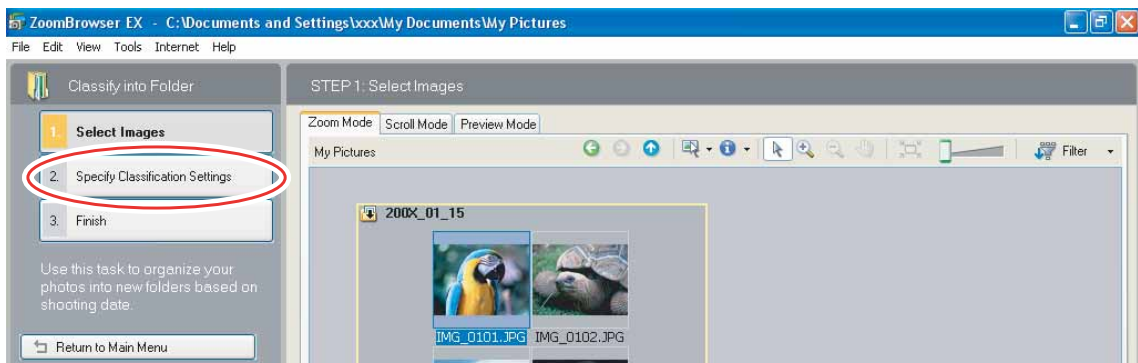 ZoomBrowser EX - C:\Documents and Settings\xxx\My Documents\My Pictures
File Edit View Tools Internet Help
Classify into Folder
1. Select Images
2. Specify Classification Settings
3. Finish
Use this task to organize your
photos into new folders based on
shooting date.
Return to Main Menu
STEP 1: Select Images
Zoom Mode Scroll Mode Preview Mode
My Pictures
Filter
200X_01_15
IMG_0101.JPG IMG_0102.JPG